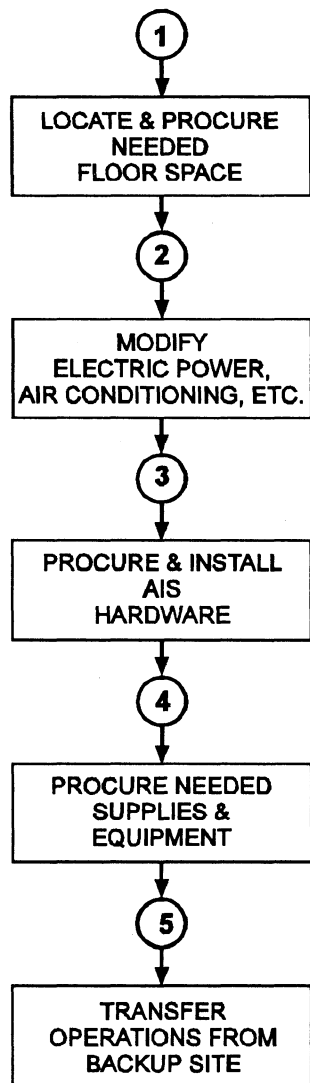 1
LOCATE & PROCURE
NEEDED
FLOOR SPACE
2
MODIFY
ELECTRIC POWER,
AIR CONDITIONING, ETC.
3
PROCURE & INSTALL
AIS
HARDWARE
4
PROCURE NEEDED
SUPPLIES &
EQUIPMENT
5
TRANSFER
OPERATIONS FROM
BACKUP SITE